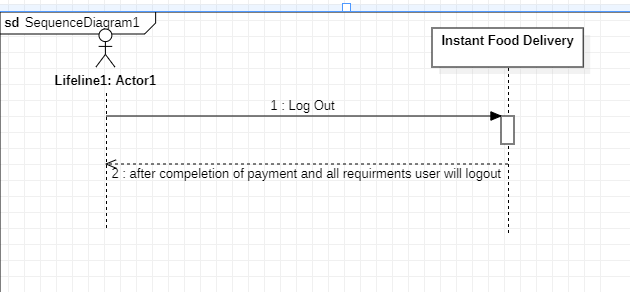 sd SequenceDiagram1
Instant Food Delivery
Lifeline1: Actor1
1 : Log Out
2 : after compeletion of payment and all requirments user will logout